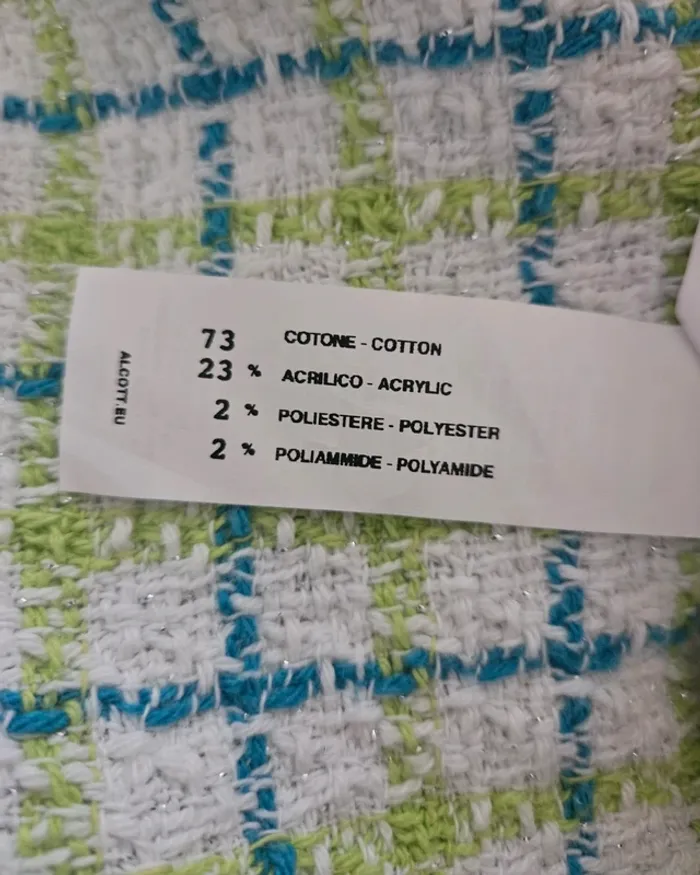 ALCOTT.EU
73 COTONE - COTTON
23 % ACRILICO - ACRYLIC
2 % POLIESTERE - POLYESTER
2 % POLIAMMIDE - POLYAMIDE